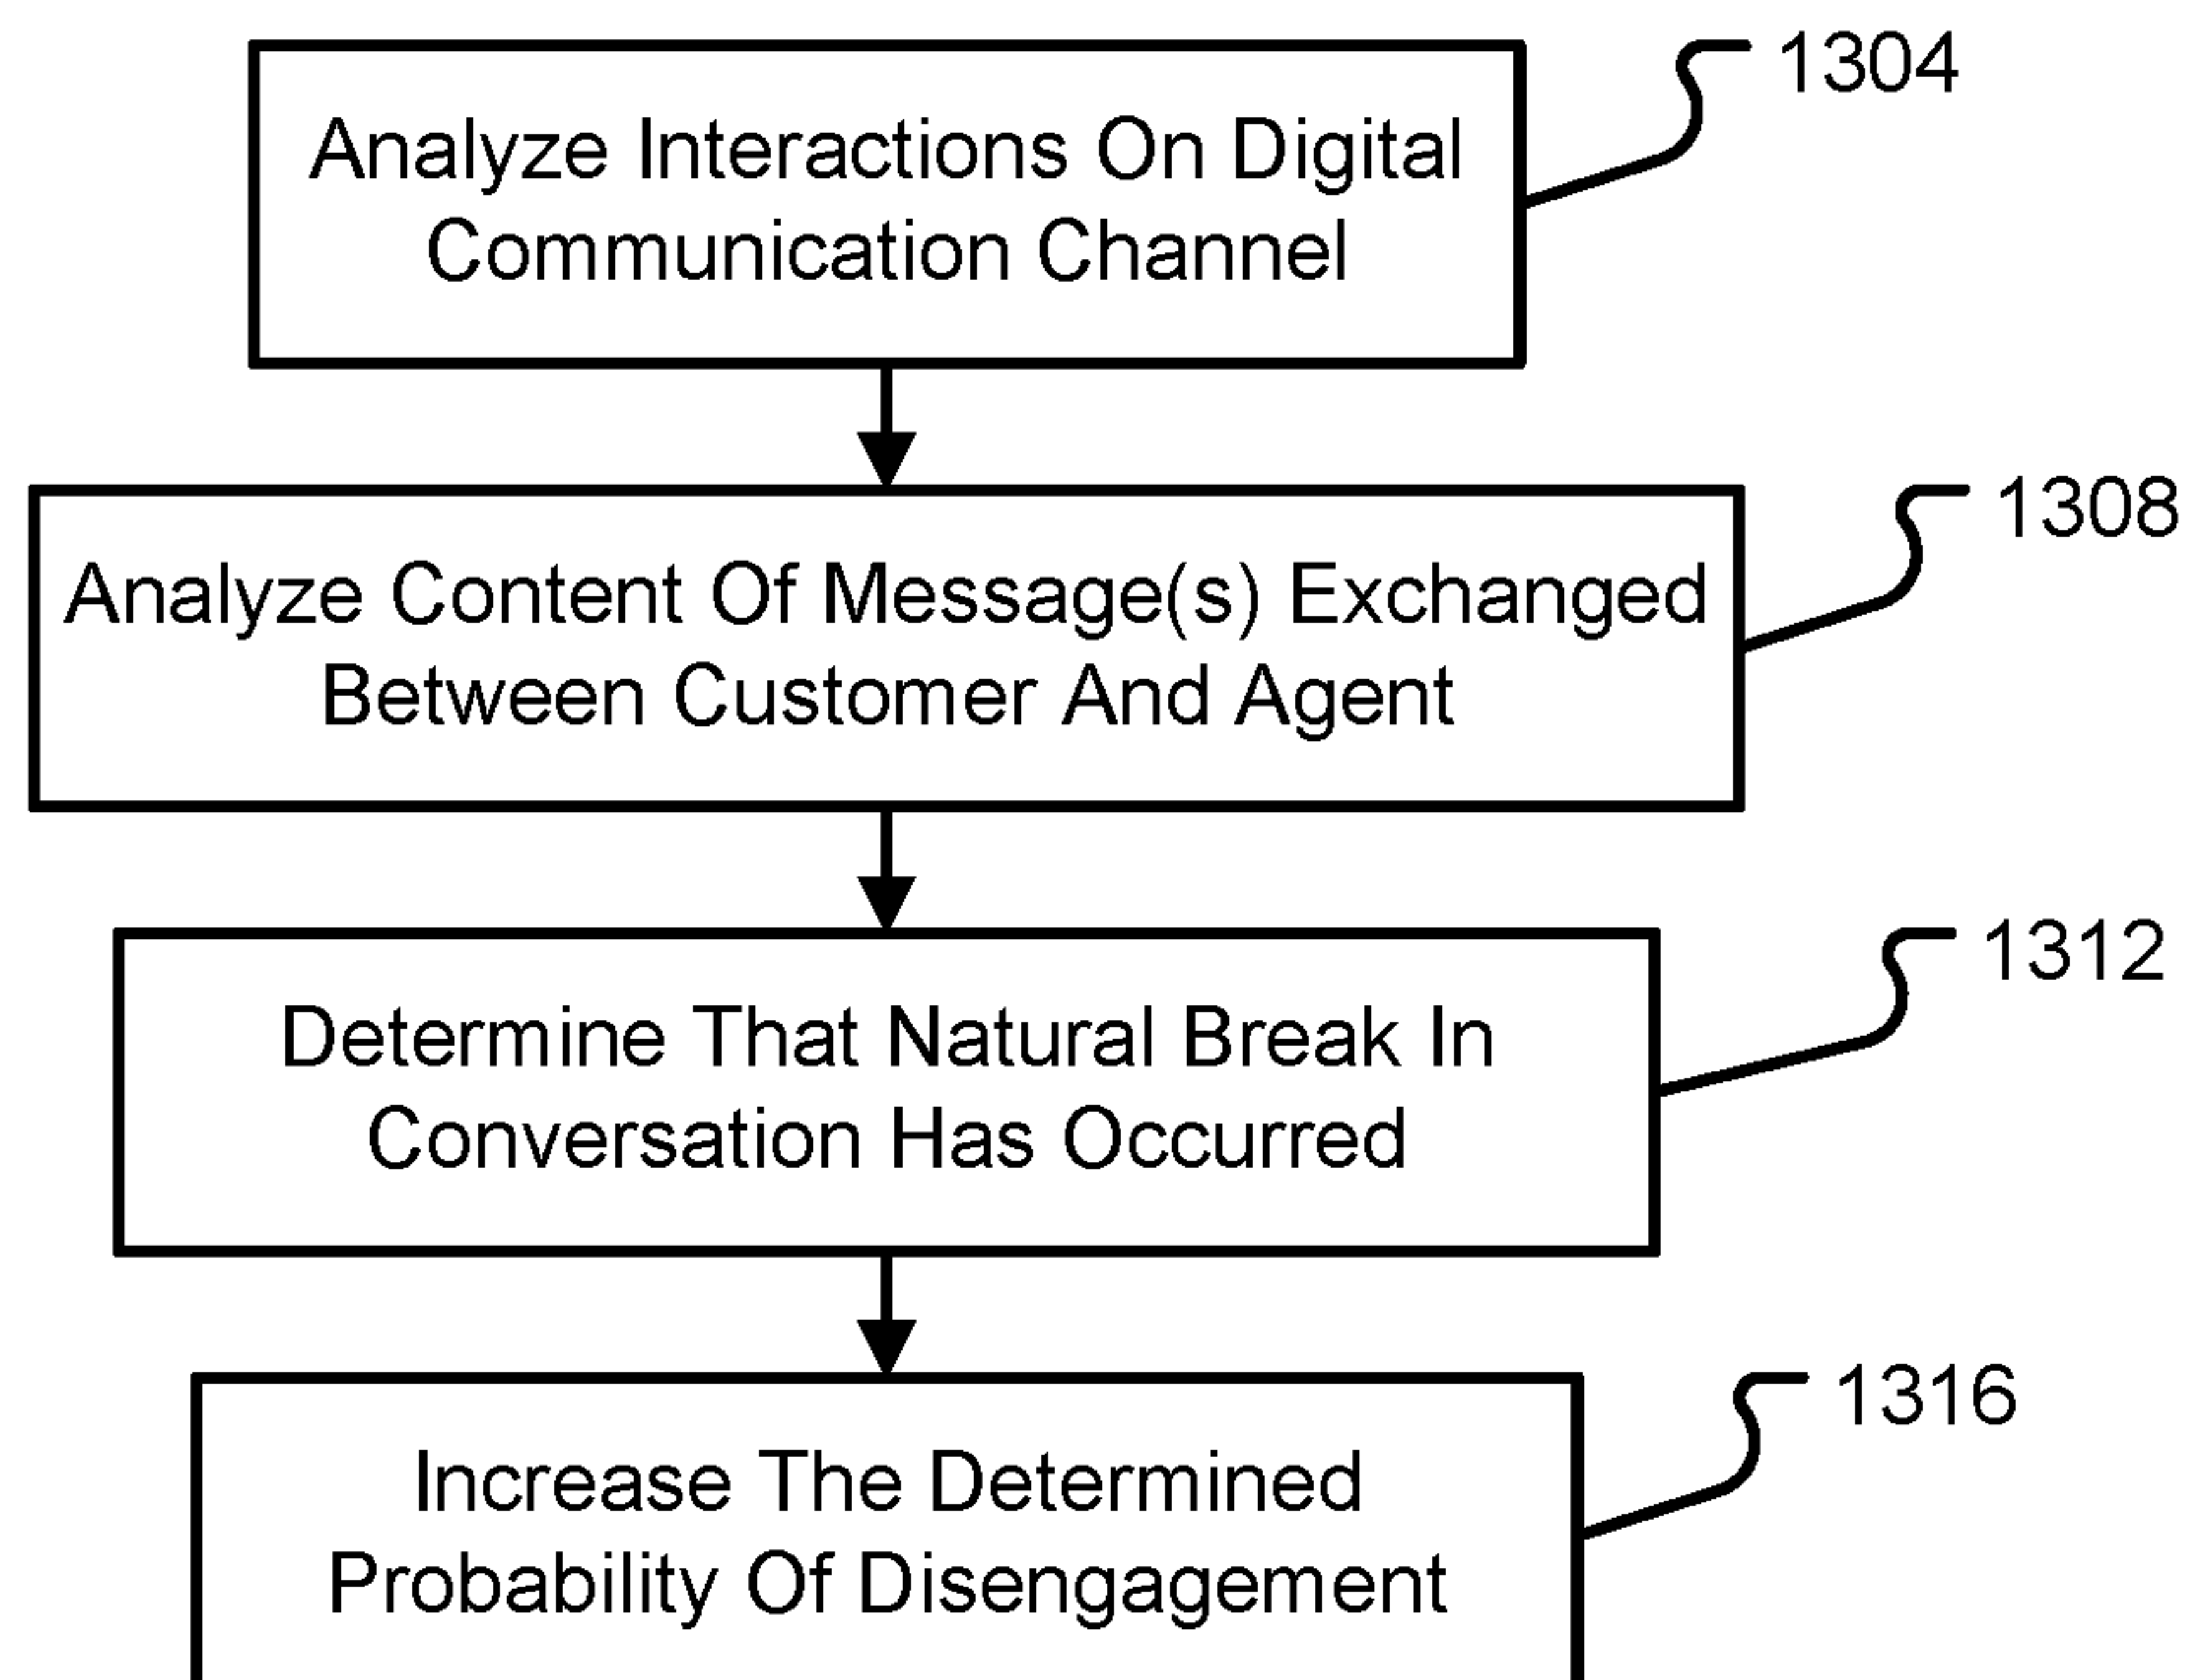 1304
Analyze Interactions On Digital
Communication Channel
1308
Analyze Content Of Message(s) Exchanged
Between Customer And Agent
1312
Determine That Natural Break In
Conversation Has Occurred
1316
Increase The Determined
Probability Of Disengagement